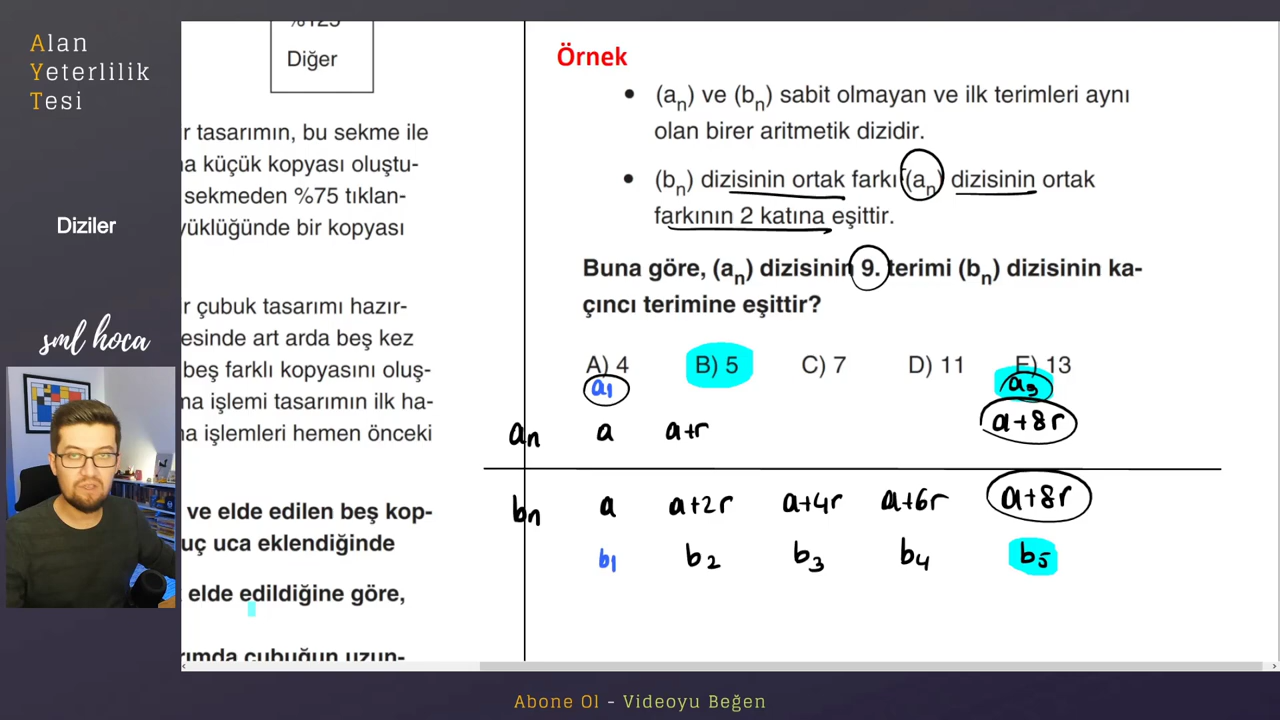 Alan
Yeterlilik
Tesi
Diziler
sml hoca
%125
Diğer
r tasarımın, bu sekme ile
a küçük kopyası oluştu-
sekmeden %75 tıklan-
yüklüğünde bir kopyası
r çubuk tasarımı hazır-
esinde art arda beş kez
beş farklı kopyasını oluş-
ma işlemi tasarımın ilk ha-
a işlemleri hemen önceki
ve elde edilen beş kop-
uç uca eklendiğinde
elde edildiğine göre,
rımda çubuğun uzun-
Örnek
• (an) ve (bn) sabit olmayan ve ilk terimleri aynı
olan birer aritmetik dizidir.
• (bn) dizisinin ortak farkı (an) dizisinin ortak
farkının 2 katına eşittir.
Buna göre, (an) dizisinin 9. terimi (bn) dizisinin ka-
çıncı terimine eşittir?
A) 4 B) 5 C) 7 D) 11 E) 13
a1 a9
an a a+r a+8r
bn a a+2r a+4r a+6r a+8r
b1 b2 b3 b4 b5
Abone Ol - Videoyu Beğen